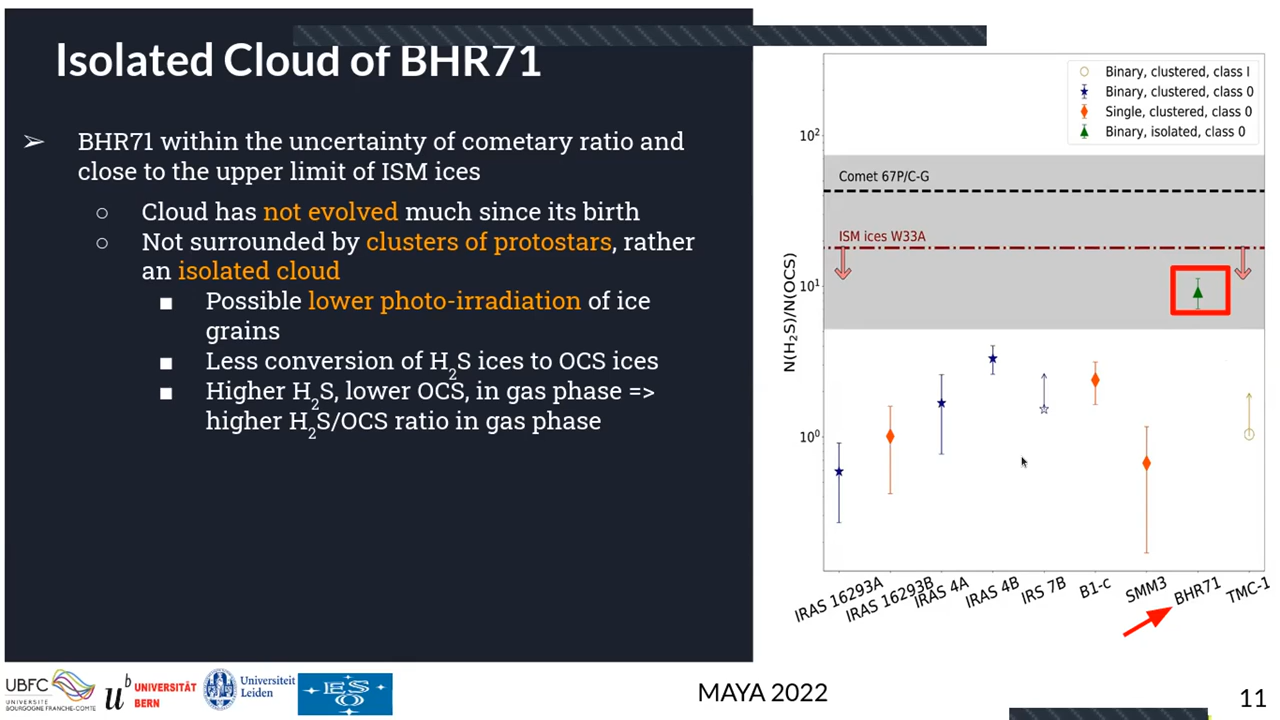 Isolated Cloud of BHR71
➢ BHR71 within the uncertainty of cometary ratio and
close to the upper limit of ISM ices
○ Cloud has not evolved much since its birth
○ Not surrounded by clusters of protostars, rather
an isolated cloud
■ Possible lower photo-irradiation of ice
grains
■ Less conversion of H₂S ices to OCS ices
■ Higher H₂S, lower OCS, in gas phase =>
higher H₂S/OCS ratio in gas phase
Binary, clustered, class I
Binary, clustered, class 0
Single, clustered, class 0
Binary, isolated, class 0
N(H₂S)/N(OCS)
10²
10¹
10⁰
Comet 67P/C-G
ISM ices W33A
IRAS 16293A
IRAS 16293B
IRAS 4A
IRAS 4B
IRS 7B
B1-c
SMM3
BHR71
TMC-1
UBFC
UNIVERSITÉ
BOURGOGNE FRANCHE-COMTÉ
u^b
UNIVERSITÄT
BERN
Universiteit
Leiden
ESO
MAYA 2022
11